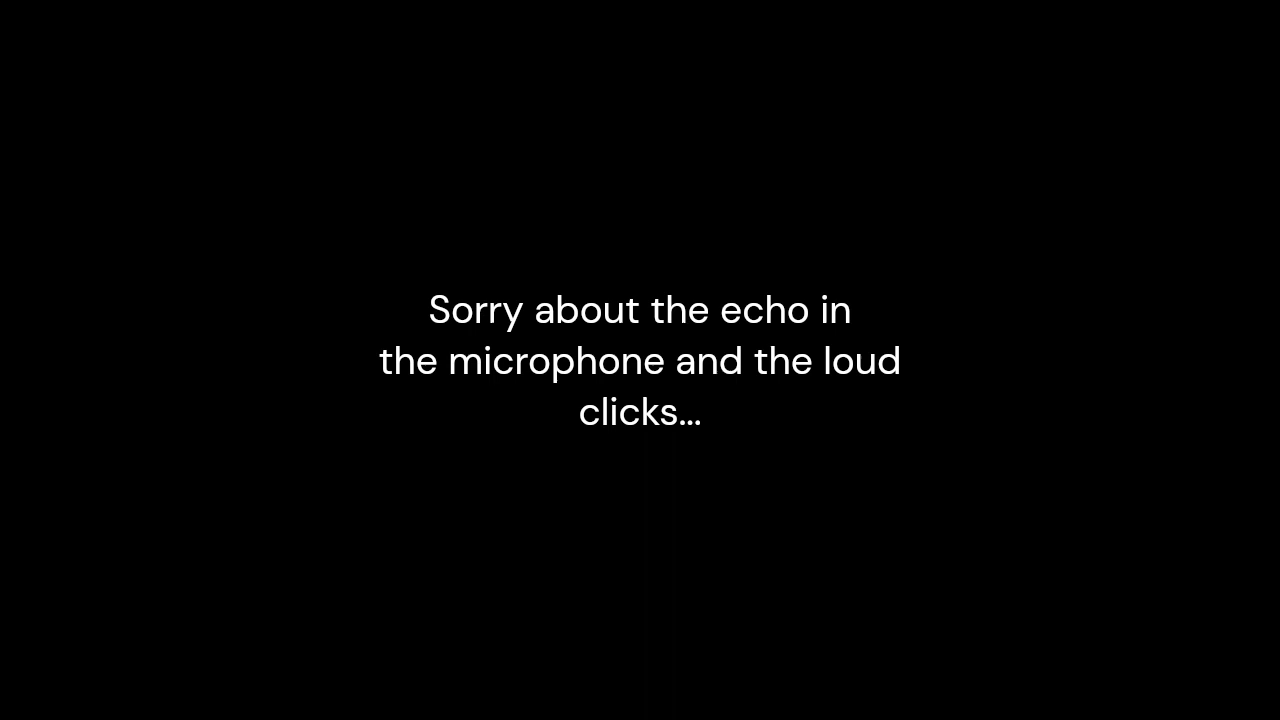 Sorry about the echo in
the microphone and the loud
clicks...